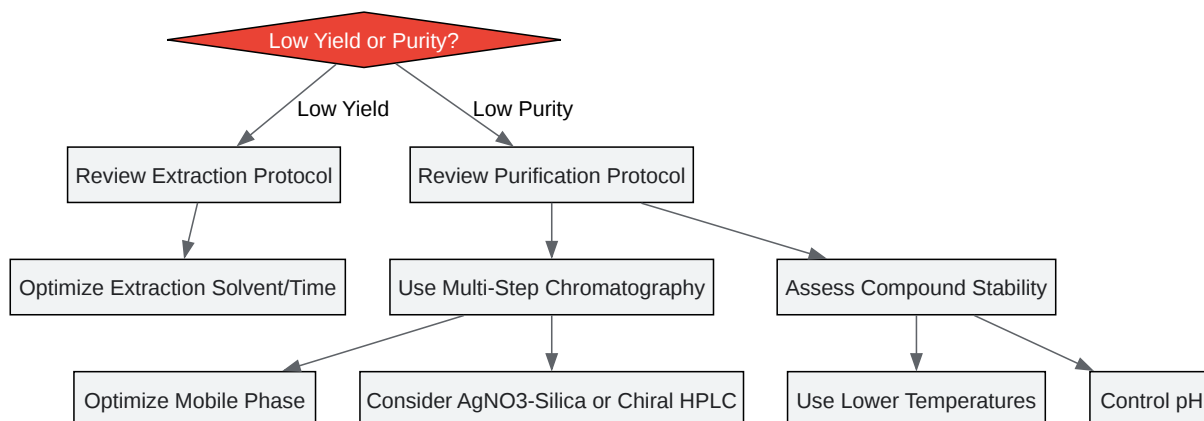 Low Yield or Purity?
Low Yield
Low Purity
Review Extraction Protocol
Review Purification Protocol
Optimize Extraction Solvent/Time
Use Multi-Step Chromatography
Assess Compound Stability
Optimize Mobile Phase
Consider AgNO3-Silica or Chiral HPLC
Use Lower Temperatures
Control pH